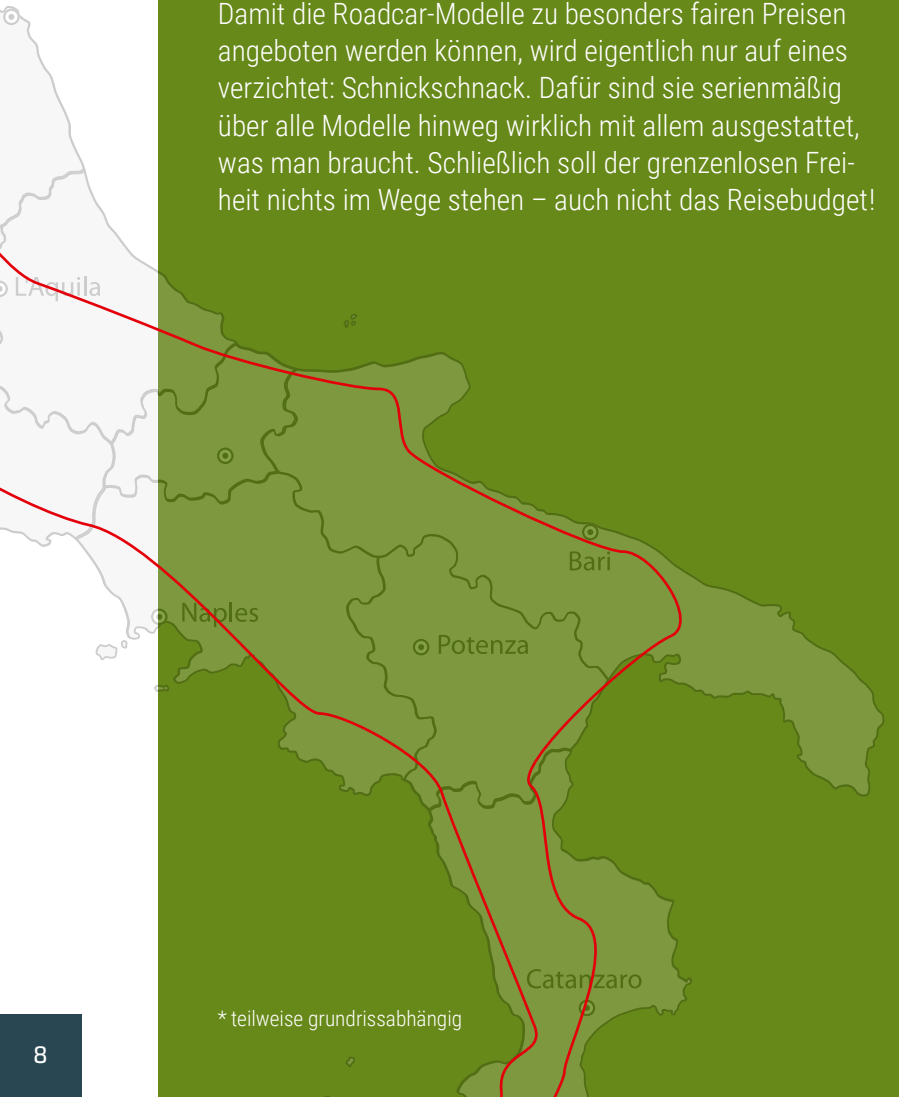 Damit die Roadcar-Modelle zu besonders fairen Preisen
angeboten werden können, wird eigentlich nur auf eines
verzichtet: Schnickschnack. Dafür sind sie serienmäßig
über alle Modelle hinweg wirklich mit allem ausgestattet,
was man braucht. Schließlich soll der grenzenlosen Frei-
heit nichts im Wege stehen – auch nicht das Reisebudget!
L'Aquila
Bari
Naples
Potenza
Catanzaro
* teilweise grundrissabhängig
8